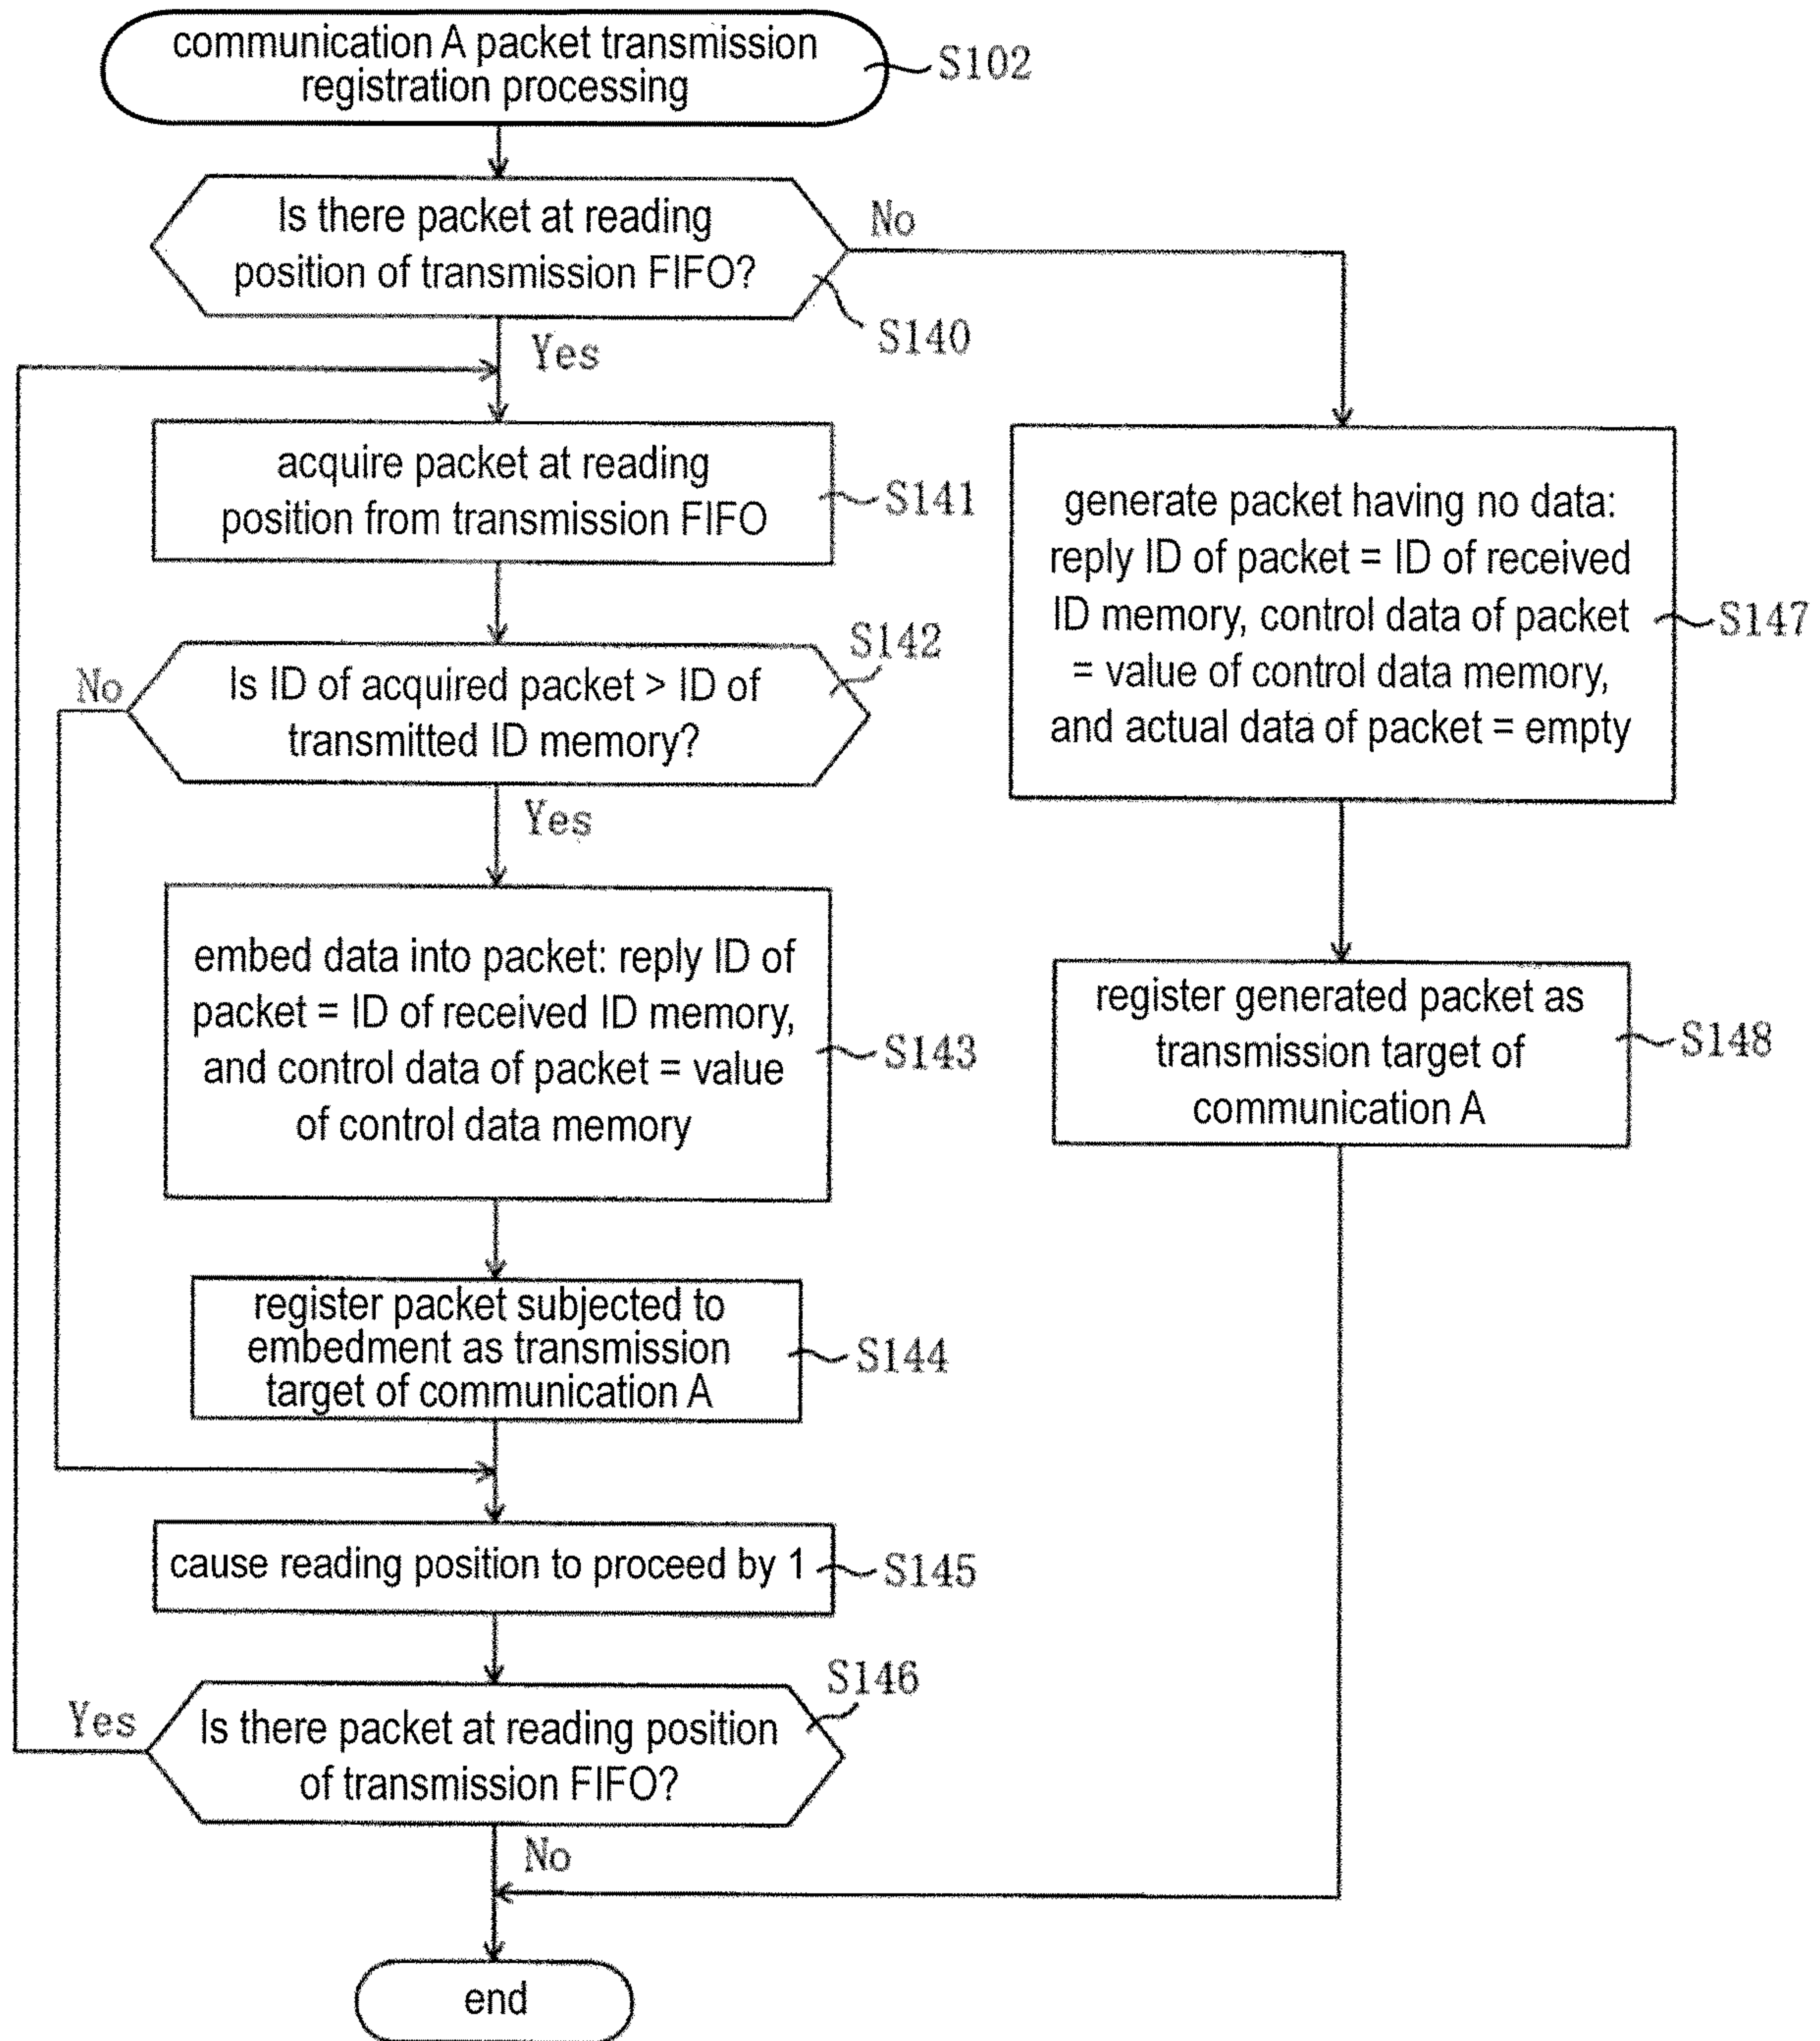 communication A packet transmission
registration processing
S102
Is there packet at reading
position of transmission FIFO?
No
S140
Yes
acquire packet at reading
position from transmission FIFO
S141
generate packet having no data:
reply ID of packet = ID of received
ID memory, control data of packet
= value of control data memory,
and actual data of packet = empty
S147
S142
Is ID of acquired packet > ID of
transmitted ID memory?
No
Yes
embed data into packet: reply ID of
packet = ID of received ID memory,
and control data of packet = value
of control data memory
S143
register generated packet as
transmission target of
communication A
S148
register packet subjected to
embedment as transmission
target of communication A
S144
cause reading position to proceed by 1
S145
S146
Yes
Is there packet at reading position
of transmission FIFO?
No
end